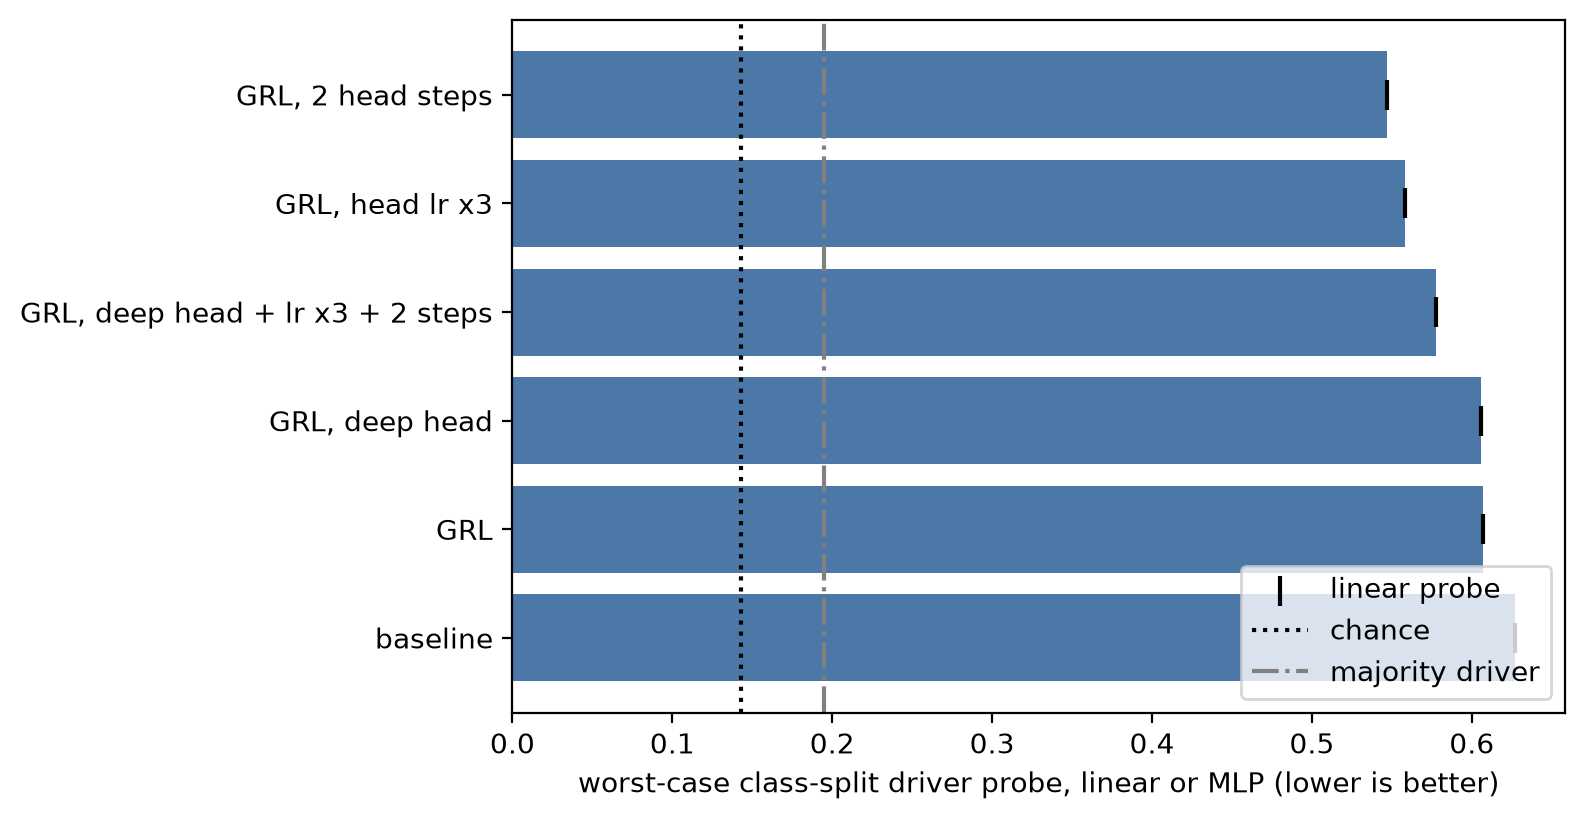 GRL, 2 head steps
GRL, head lr x3
GRL, deep head + lr x3 + 2 steps
GRL, deep head
GRL
baseline
linear probe
chance
majority driver
0.0 0.1 0.2 0.3 0.4 0.5 0.6
worst-case class-split driver probe, linear or MLP (lower is better)